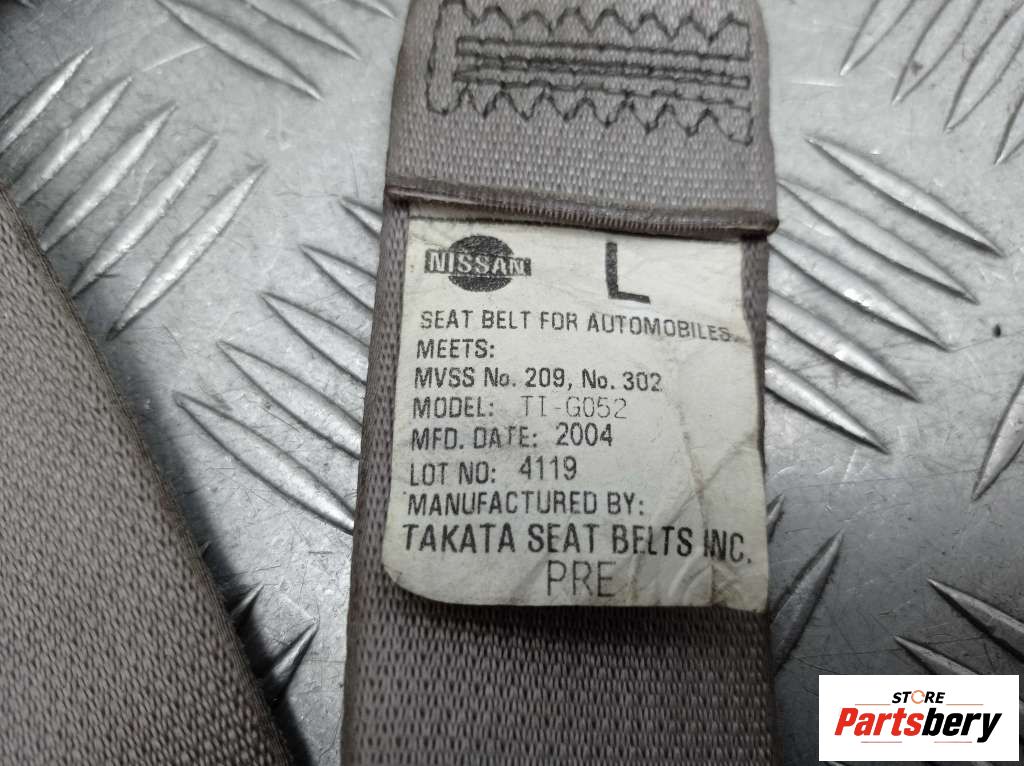 NISSAN L
SEAT BELT FOR AUTOMOBILES
MEETS:
MVSS No. 209, No. 302
MODEL: TI-G052
MFD. DATE: 2004
LOT NO: 4119
MANUFACTURED BY:
TAKATA SEAT BELTS INC.
PRE
STORE
Partsbery